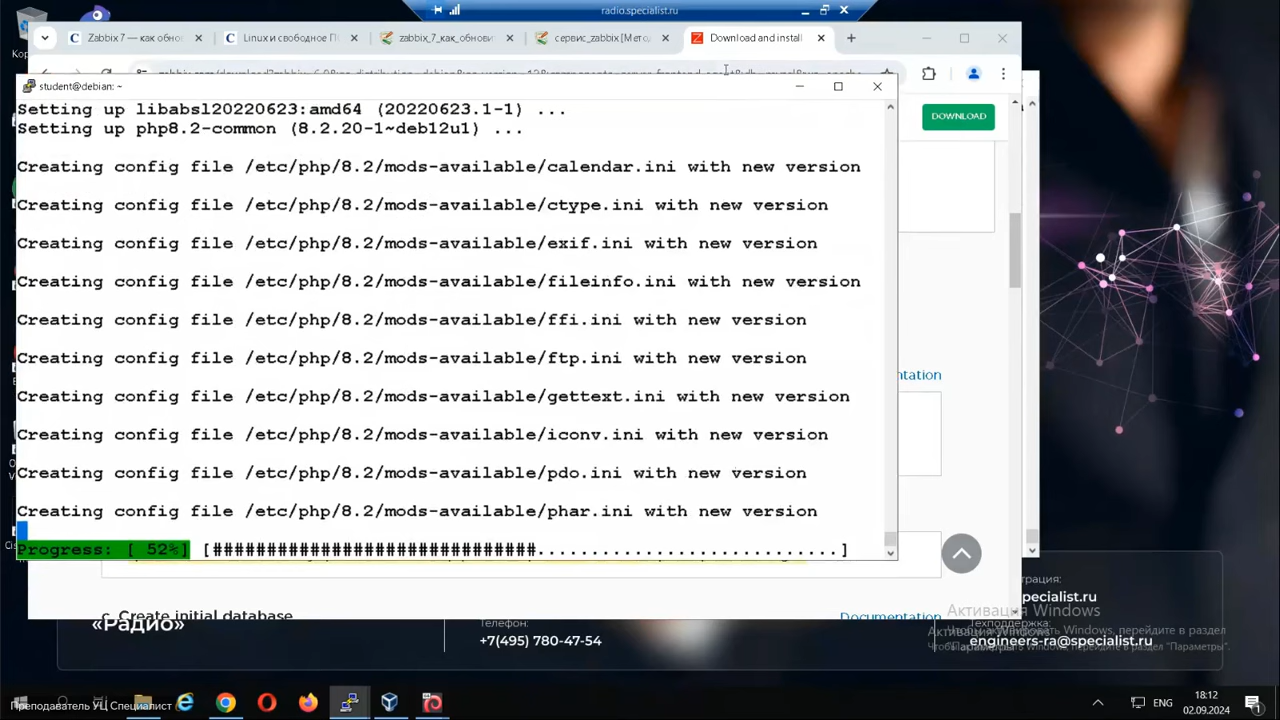 radio.specialist.ru
Zabbix 7 — как обно
Linux и свободное П
zabbix_7_как_обнови
сервис_zabbix [Мето
Download and install
student@debian: ~
DOWNLOAD
Setting up libabsl20220623:amd64 (20220623.1-1) ...
Setting up php8.2-common (8.2.20-1~deb12u1) ...
Creating config file /etc/php/8.2/mods-available/calendar.ini with new version
Creating config file /etc/php/8.2/mods-available/ctype.ini with new version
Creating config file /etc/php/8.2/mods-available/exif.ini with new version
Creating config file /etc/php/8.2/mods-available/fileinfo.ini with new version
Creating config file /etc/php/8.2/mods-available/ffi.ini with new version
Creating config file /etc/php/8.2/mods-available/ftp.ini with new version
ntation
Creating config file /etc/php/8.2/mods-available/gettext.ini with new version
Creating config file /etc/php/8.2/mods-available/iconv.ini with new version
Creating config file /etc/php/8.2/mods-available/pdo.ini with new version
Creating config file /etc/php/8.2/mods-available/phar.ini with new version
Progress: [ 52%] [##############################............................]
c. Create initial database
Documentation
«Радио»
Телефон:
+7(495) 780-47-54
страция:
specialist.ru
Техподдержка:
engineers-ra@specialist.ru
Активация Windows
Чтобы активировать Windows, перейдите в раздел
"Параметры".
Преподаватель УЦ Специалист
ENG
18:12
02.09.2024
1